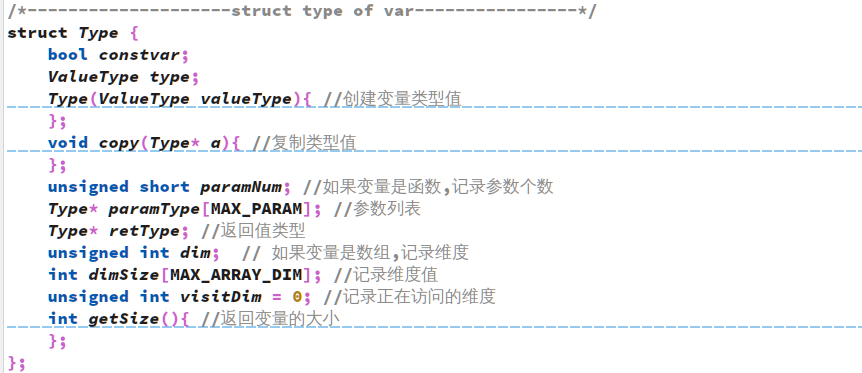 /*--------------------struct type of var----------------*/
struct Type {
    bool constvar;
    ValueType type;
    Type(ValueType valueType){ //创建变量类型值
    };
    void copy(Type* a){ //复制类型值
    };
    unsigned short paramNum; //如果变量是函数,记录参数个数
    Type* paramType[MAX_PARAM]; //参数列表
    Type* retType; //返回值类型
    unsigned int dim;  // 如果变量是数组,记录维度
    int dimSize[MAX_ARRAY_DIM]; //记录维度值
    unsigned int visitDim = 0; //记录正在访问的维度
    int getSize(){ //返回变量的大小
    };
};